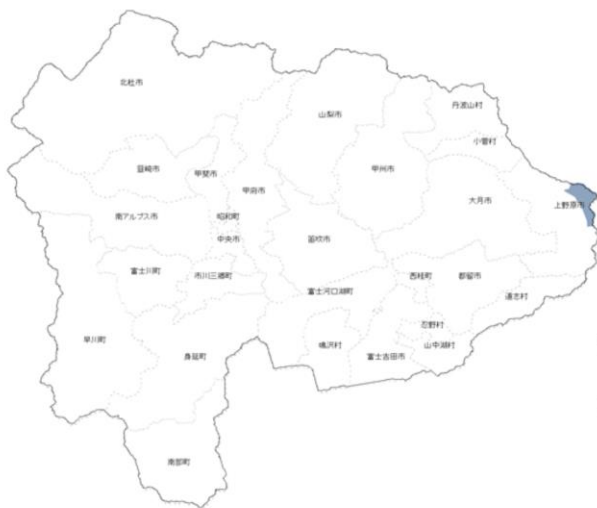 北杜市
丹波山村
山梨市
小菅村
韮崎市
甲斐市
甲州市
甲府市
大月市
上野原市
南アルプス市
昭和町
中央市
笛吹市
富士川町
市川三郷町
西桂町
都留市
富士河口湖町
道志村
忍野村
早川町
鳴沢村
山中湖村
身延町
富士吉田市
南部町